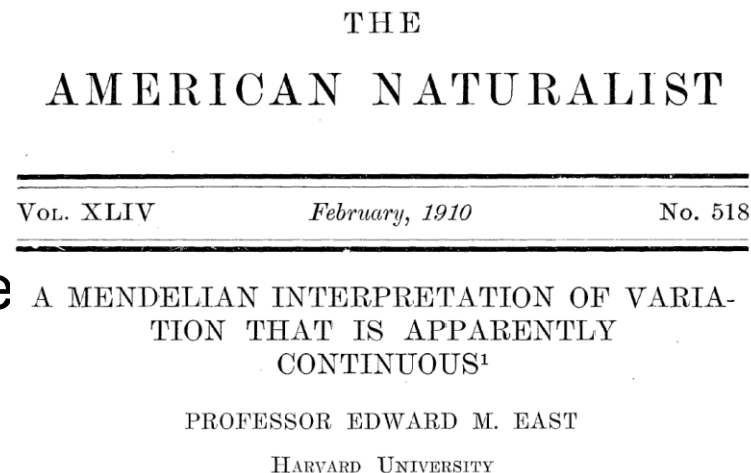 THE
AMERICAN NATURALIST
VOL. XLIV February, 1910 No. 518
e A MENDELIAN INTERPRETATION OF VARIA-
TION THAT IS APPARENTLY
CONTINUOUS¹
PROFESSOR EDWARD M. EAST
HARVARD UNIVERSITY